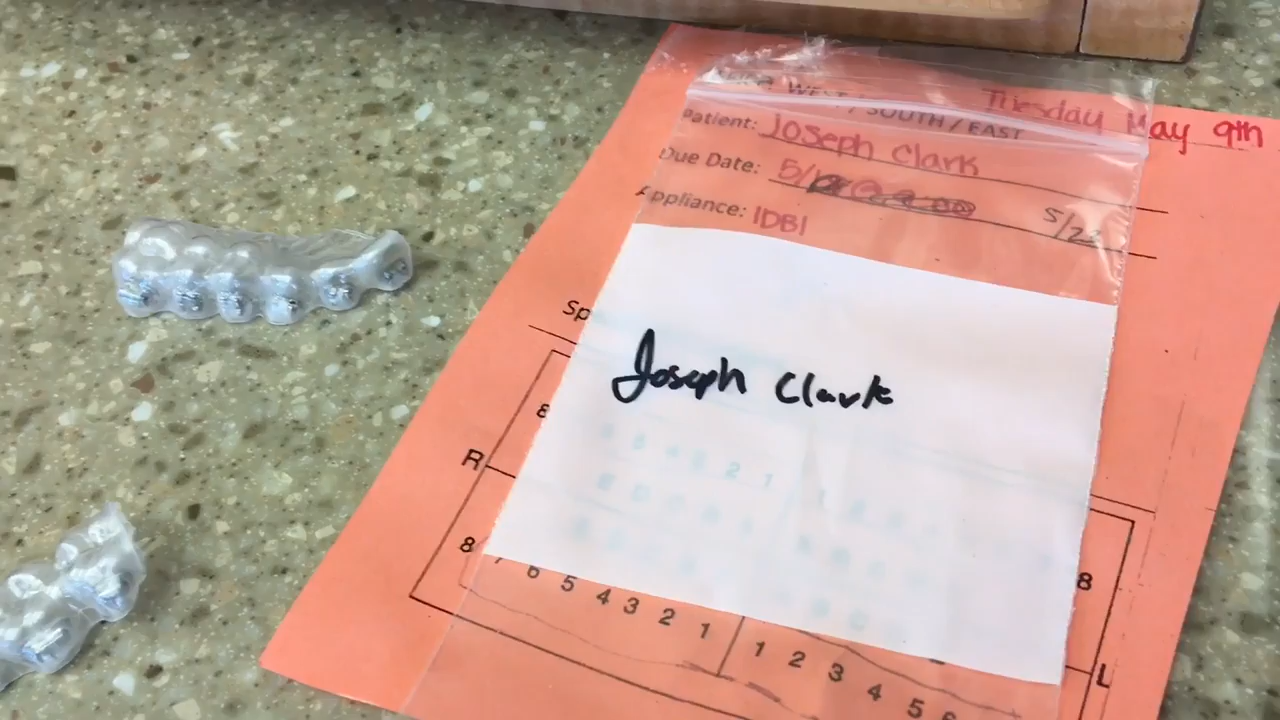 WEST / SOUTH / EAST
Tuesday May 9th
Patient: Joseph Clark
Due Date: 5/
5/23
Appliance: IDBI
Sp
Joseph Clark
8
R
8 7 6 5 4 3 2 1 1 2 3 4 5 6
8
L